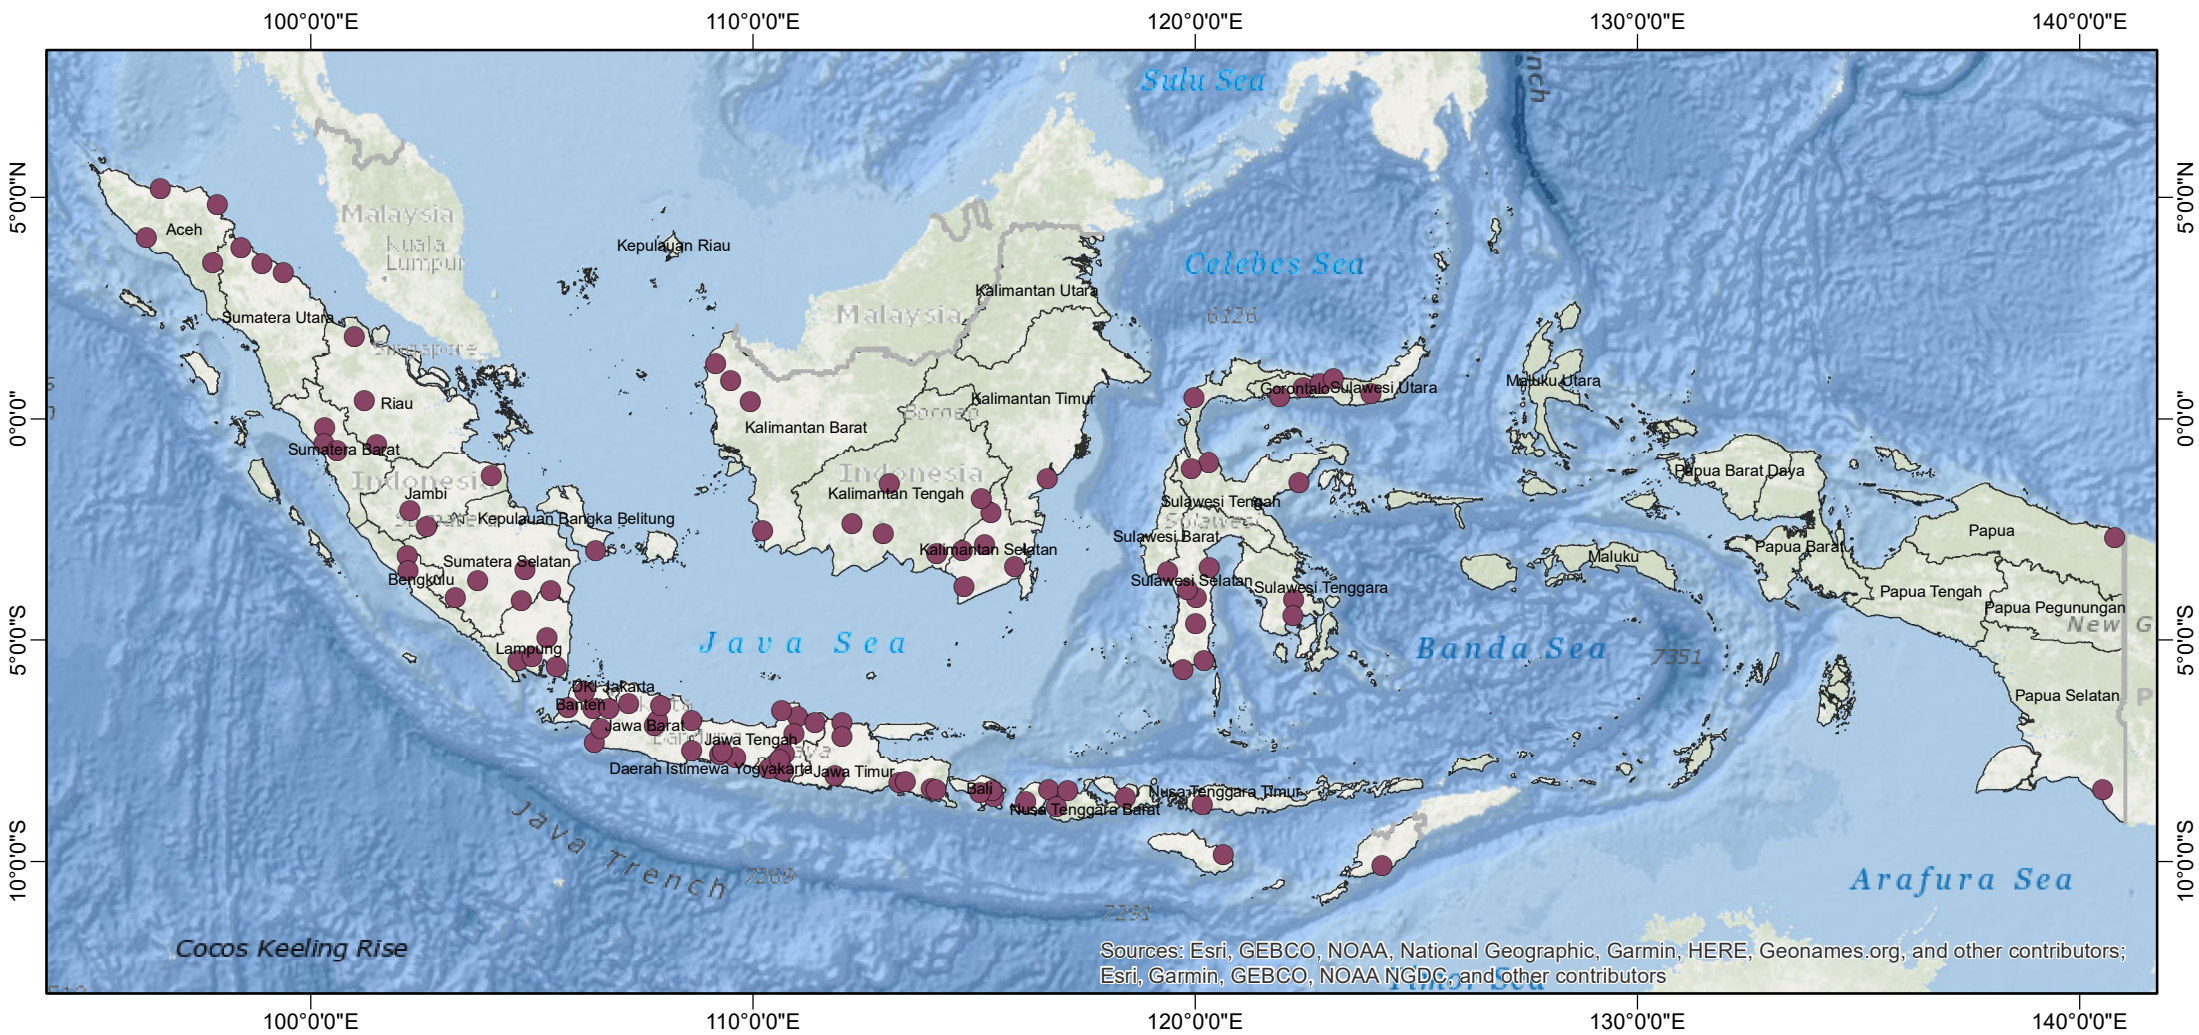 100°0'0"E 110°0'0"E 120°0'0"E 130°0'0"E 140°0'0"E
Sulu Sea
5°0'0"N
5°0'0"N
Malaysia
Kuala
Lumpur
Aceh
Kepulauan Riau
Celebes Sea
6126
Kalimantan Utara
Malaysia
Sumatera Utara
Singapore
Gorontalo
Sulawesi Utara
Maluku Utara
Kalimantan Timur
Riau
Borneo
0°0'0"
0°0'0"
Kalimantan Barat
Sumatera Barat
Indonesia
Indonesia
Papua Barat Daya
Jambi
Kalimantan Tengah
Sulawesi Tengah
Kepulauan Bangka Belitung
Sulawesi
Sulawesi Barat
Papua
Papua Barat
Kalimantan Selatan
Maluku
Sumatera Selatan
Bengkulu
Sulawesi Selatan
Sulawesi Tenggara
Papua Tengah
Papua Pegunungan
New G
5°0'0"S
Java Sea
Banda Sea
7351
5°0'0"S
Lampung
DKI Jakarta
Papua Selatan
P
Banten
Jawa Barat
Jawa Tengah
Daerah Istimewa Yogyakarta
Jawa Timur
Bali
Nusa Tenggara Timur
Nusa Tenggara Barat
Java Trench
7269
10°0'0"S
10°0'0"S
Arafura Sea
7291
Cocos Keeling Rise
Sources: Esri, GEBCO, NOAA, National Geographic, Garmin, HERE, Geonames.org, and other contributors;
Esri, Garmin, GEBCO, NOAA NGDC, and other contributors
Timor Sea
100°0'0"E 110°0'0"E 120°0'0"E 130°0'0"E 140°0'0"E